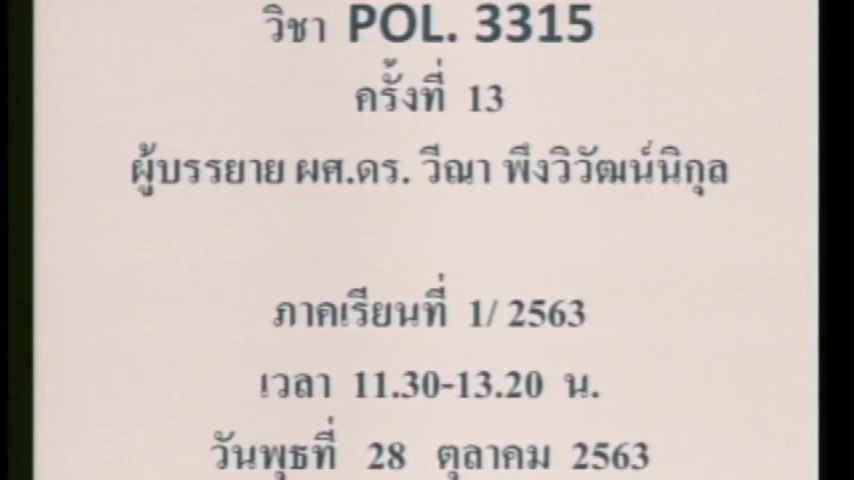 วิชา POL. 3315
ครั้งที่ 13
ผู้บรรยาย ผศ.ดร. วีณา พึงวิวัฒน์นิกุล
ภาคเรียนที่ 1/ 2563
เวลา 11.30-13.20 น.
วันพุธที่ 28 ตุลาคม 2563